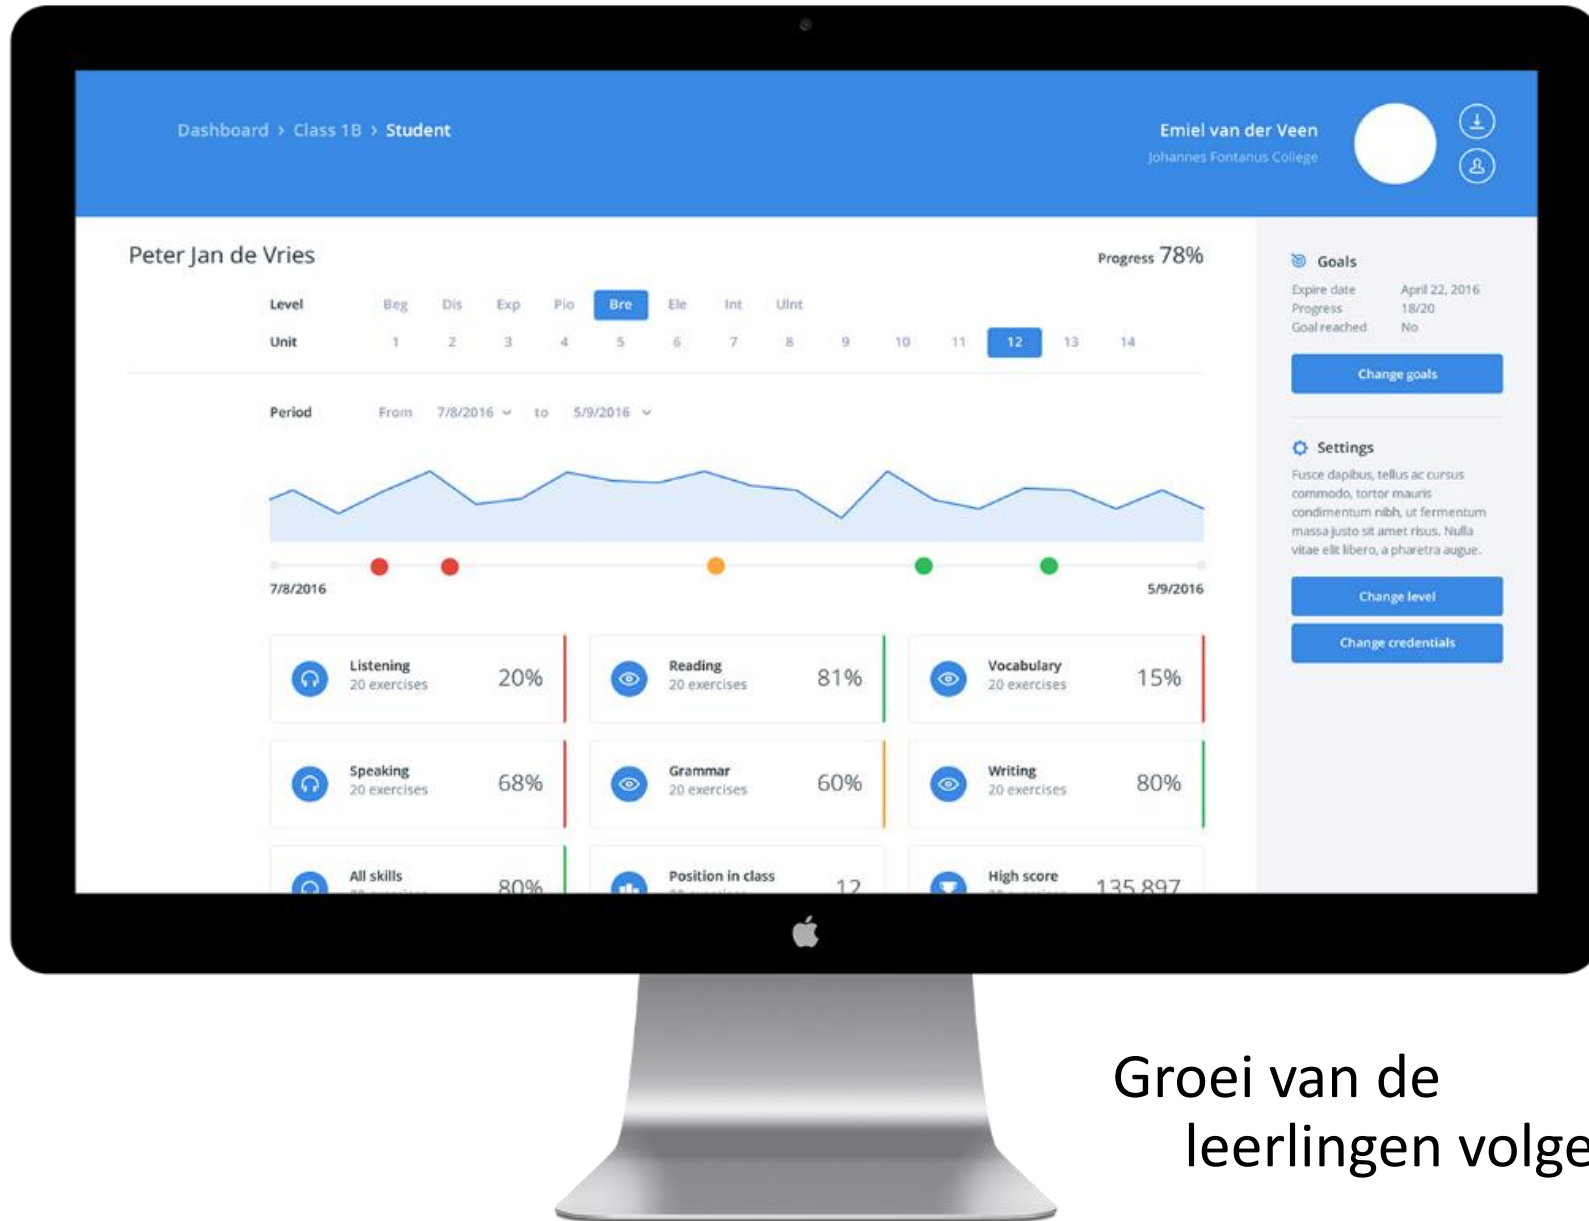 Dashboard > Class 1B > Student
Emiel van der Veen
Johannes Fontanus College
Peter Jan de Vries
Progress 78%
Level Beg Dis Exp Pio Bre Ele Int UInt
Unit 1 2 3 4 5 6 7 8 9 10 11 12 13 14
Period From 7/8/2016 to 5/9/2016
7/8/2016 5/9/2016
Listening 20%
20 exercises
Reading 81%
20 exercises
Vocabulary 15%
20 exercises
Speaking 68%
20 exercises
Grammar 60%
20 exercises
Writing 80%
20 exercises
All skills 80%
Position in class 12
High score 135.897
Goals
Expire date April 22, 2016
Progress 18/20
Goal reached No
Change goals
Settings
Fusce dapibus, tellus ac cursus
commodo, tortor mauris
condimentum nibh, ut fermentum
massa justo sit amet risus. Nulla
vitae elit libero, a pharetra augue.
Change level
Change credentials
Groei van de
leerlingen volge